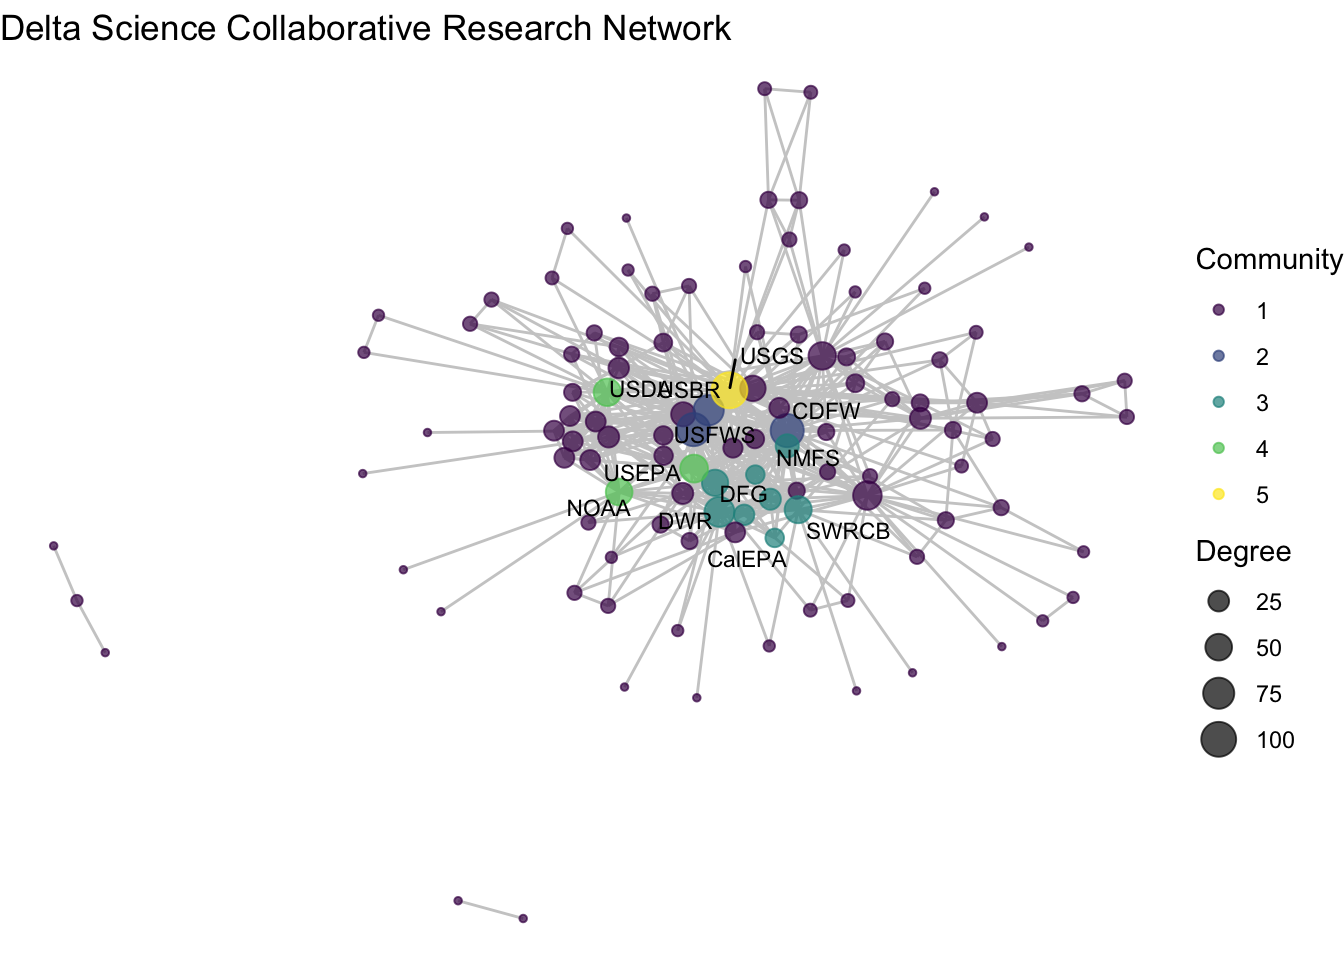 Delta Science Collaborative Research Network
USGS
USDA
USBR
CDFW
USFWS
NMFS
USEPA
DFG
NOAA
DWR
SWRCB
CalEPA
Community
1
2
3
4
5
Degree
25
50
75
100